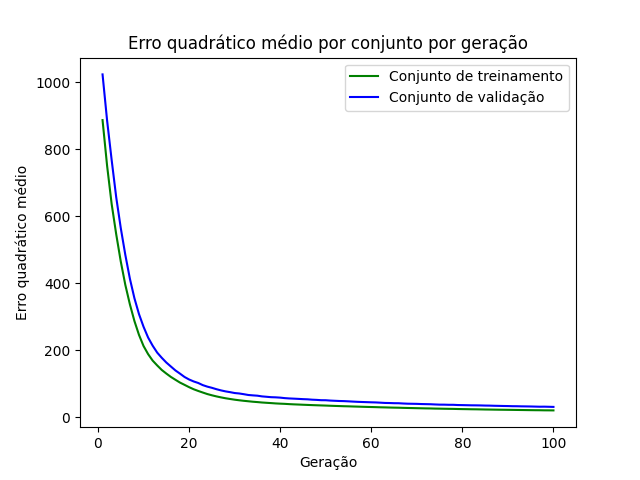 Erro quadrático médio por conjunto por geração
Conjunto de treinamento
Conjunto de validação
Erro quadrático médio
1000
800
600
400
200
0
0 20 40 60 80 100
Geração